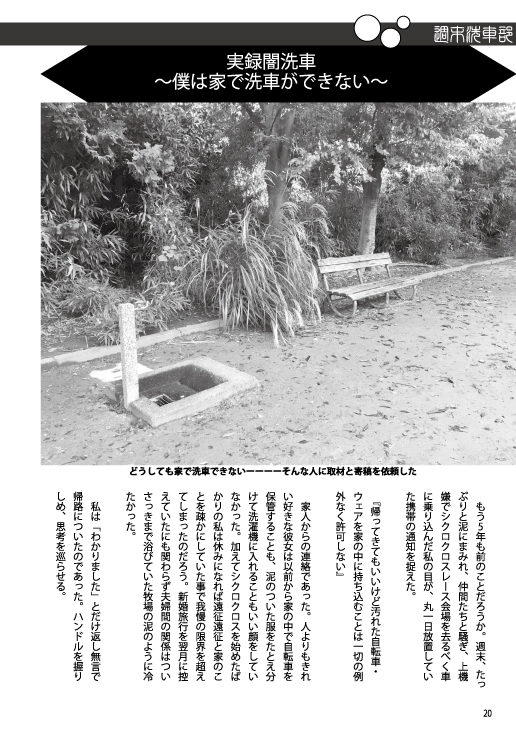 週末洗車部
実録闇洗車
〜僕は家で洗車ができない〜
どうしても家で洗車できないーーーーそんな人に取材と寄稿を依頼した
もう5年も前のことだろうか。週末、たっ
ぷりと泥にまみれ、仲間たちと騒ぎ、上機
嫌でシクロクロスレース会場を去るべく車
に乗り込んだ私の目が、丸一日放置してい
た携帯の通知を捉えた。
『帰ってきてもいいけど汚れた自転車・
ウェアを家の中に持ち込むことは一切の例
外なく許可しない』
家人からの連絡であった。人よりもきれ
い好きな彼女は以前から家の中で自転車を
保管することも、泥のついた服をたとえ分
けて洗濯機に入れることもいい顔をしてい
なかった。加えてシクロクロスを始めたば
かりの私は休みになれば遠征遠征と家のこ
とを疎かにしていた事で我慢の限界を超え
てしまったのだろう。新婚旅行を翌月に控
えていたにも関わらず夫婦間の関係はつい
さっきまで浴びていた牧場の泥のように冷
たかった。
私は「わかりました」とだけ返し無言で
帰路についたのであった。ハンドルを握り
しめ、思考を巡らせる。
20